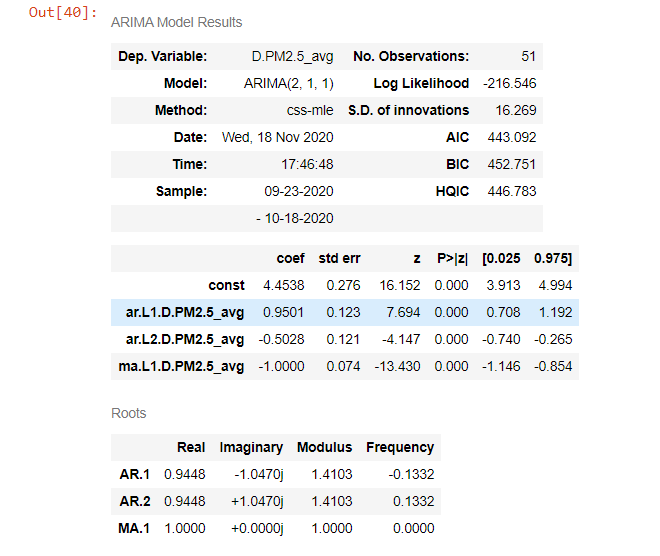 Out[40]:
ARIMA Model Results
Dep. Variable: D.PM2.5_avg No. Observations: 51
Model: ARIMA(2, 1, 1) Log Likelihood -216.546
Method: css-mle S.D. of innovations 16.269
Date: Wed, 18 Nov 2020 AIC 443.092
Time: 17:46:48 BIC 452.751
Sample: 09-23-2020 HQIC 446.783
- 10-18-2020
coef std err z P>|z| [0.025 0.975]
const 4.4538 0.276 16.152 0.000 3.913 4.994
ar.L1.D.PM2.5_avg 0.9501 0.123 7.694 0.000 0.708 1.192
ar.L2.D.PM2.5_avg -0.5028 0.121 -4.147 0.000 -0.740 -0.265
ma.L1.D.PM2.5_avg -1.0000 0.074 -13.430 0.000 -1.146 -0.854
Roots
Real Imaginary Modulus Frequency
AR.1 0.9448 -1.0470j 1.4103 -0.1332
AR.2 0.9448 +1.0470j 1.4103 0.1332
MA.1 1.0000 +0.0000j 1.0000 0.0000